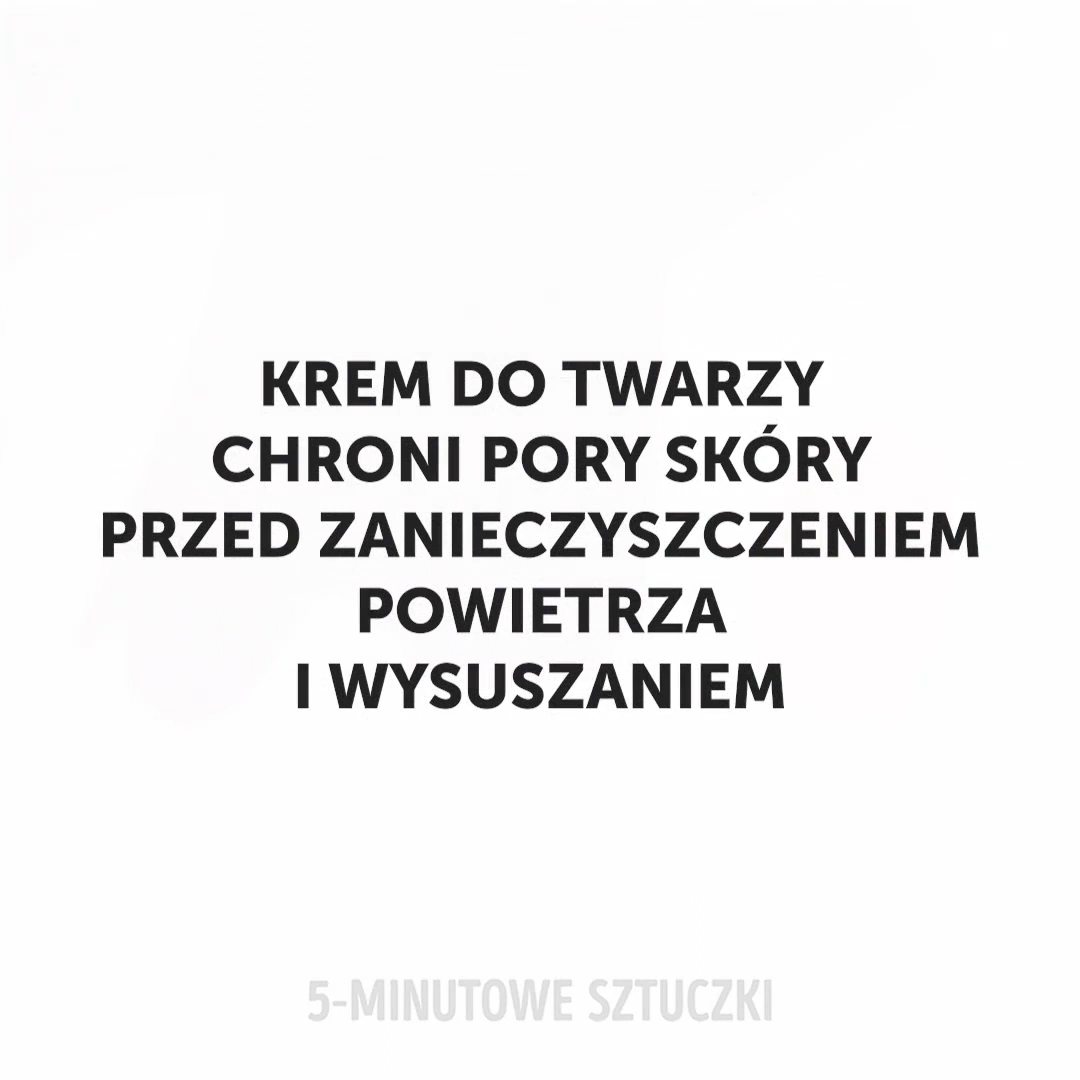 KREM DO TWARZY
CHRONI PORY SKÓRY
PRZED ZANIECZYSZCZENIEM
POWIETRZA
I WYSUSZANIEM
5-MINUTOWE SZTUCZKI